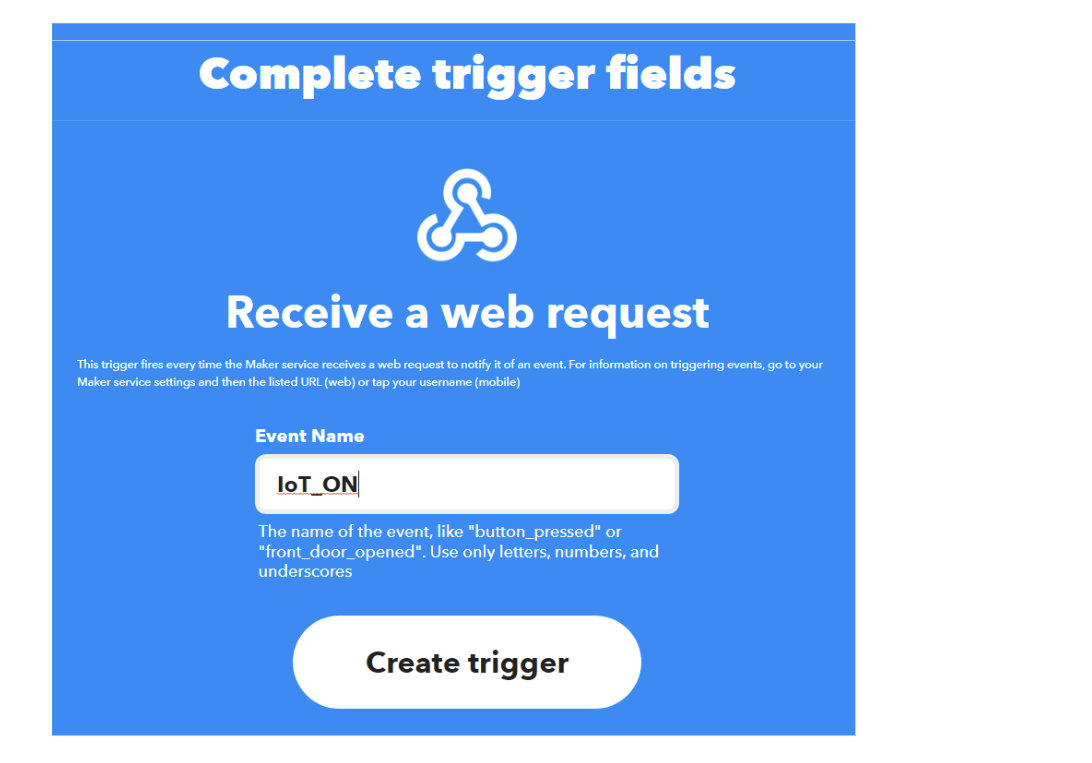 Complete trigger fields
Receive a web request
This trigger fires every time the Maker service receives a web request to notify it of an event. For information on triggering events, go to your
Maker service settings and then the listed URL (web) or tap your username (mobile)
Event Name
IoT_ON
The name of the event, like "button_pressed" or
"front_door_opened". Use only letters, numbers, and
underscores
Create trigger